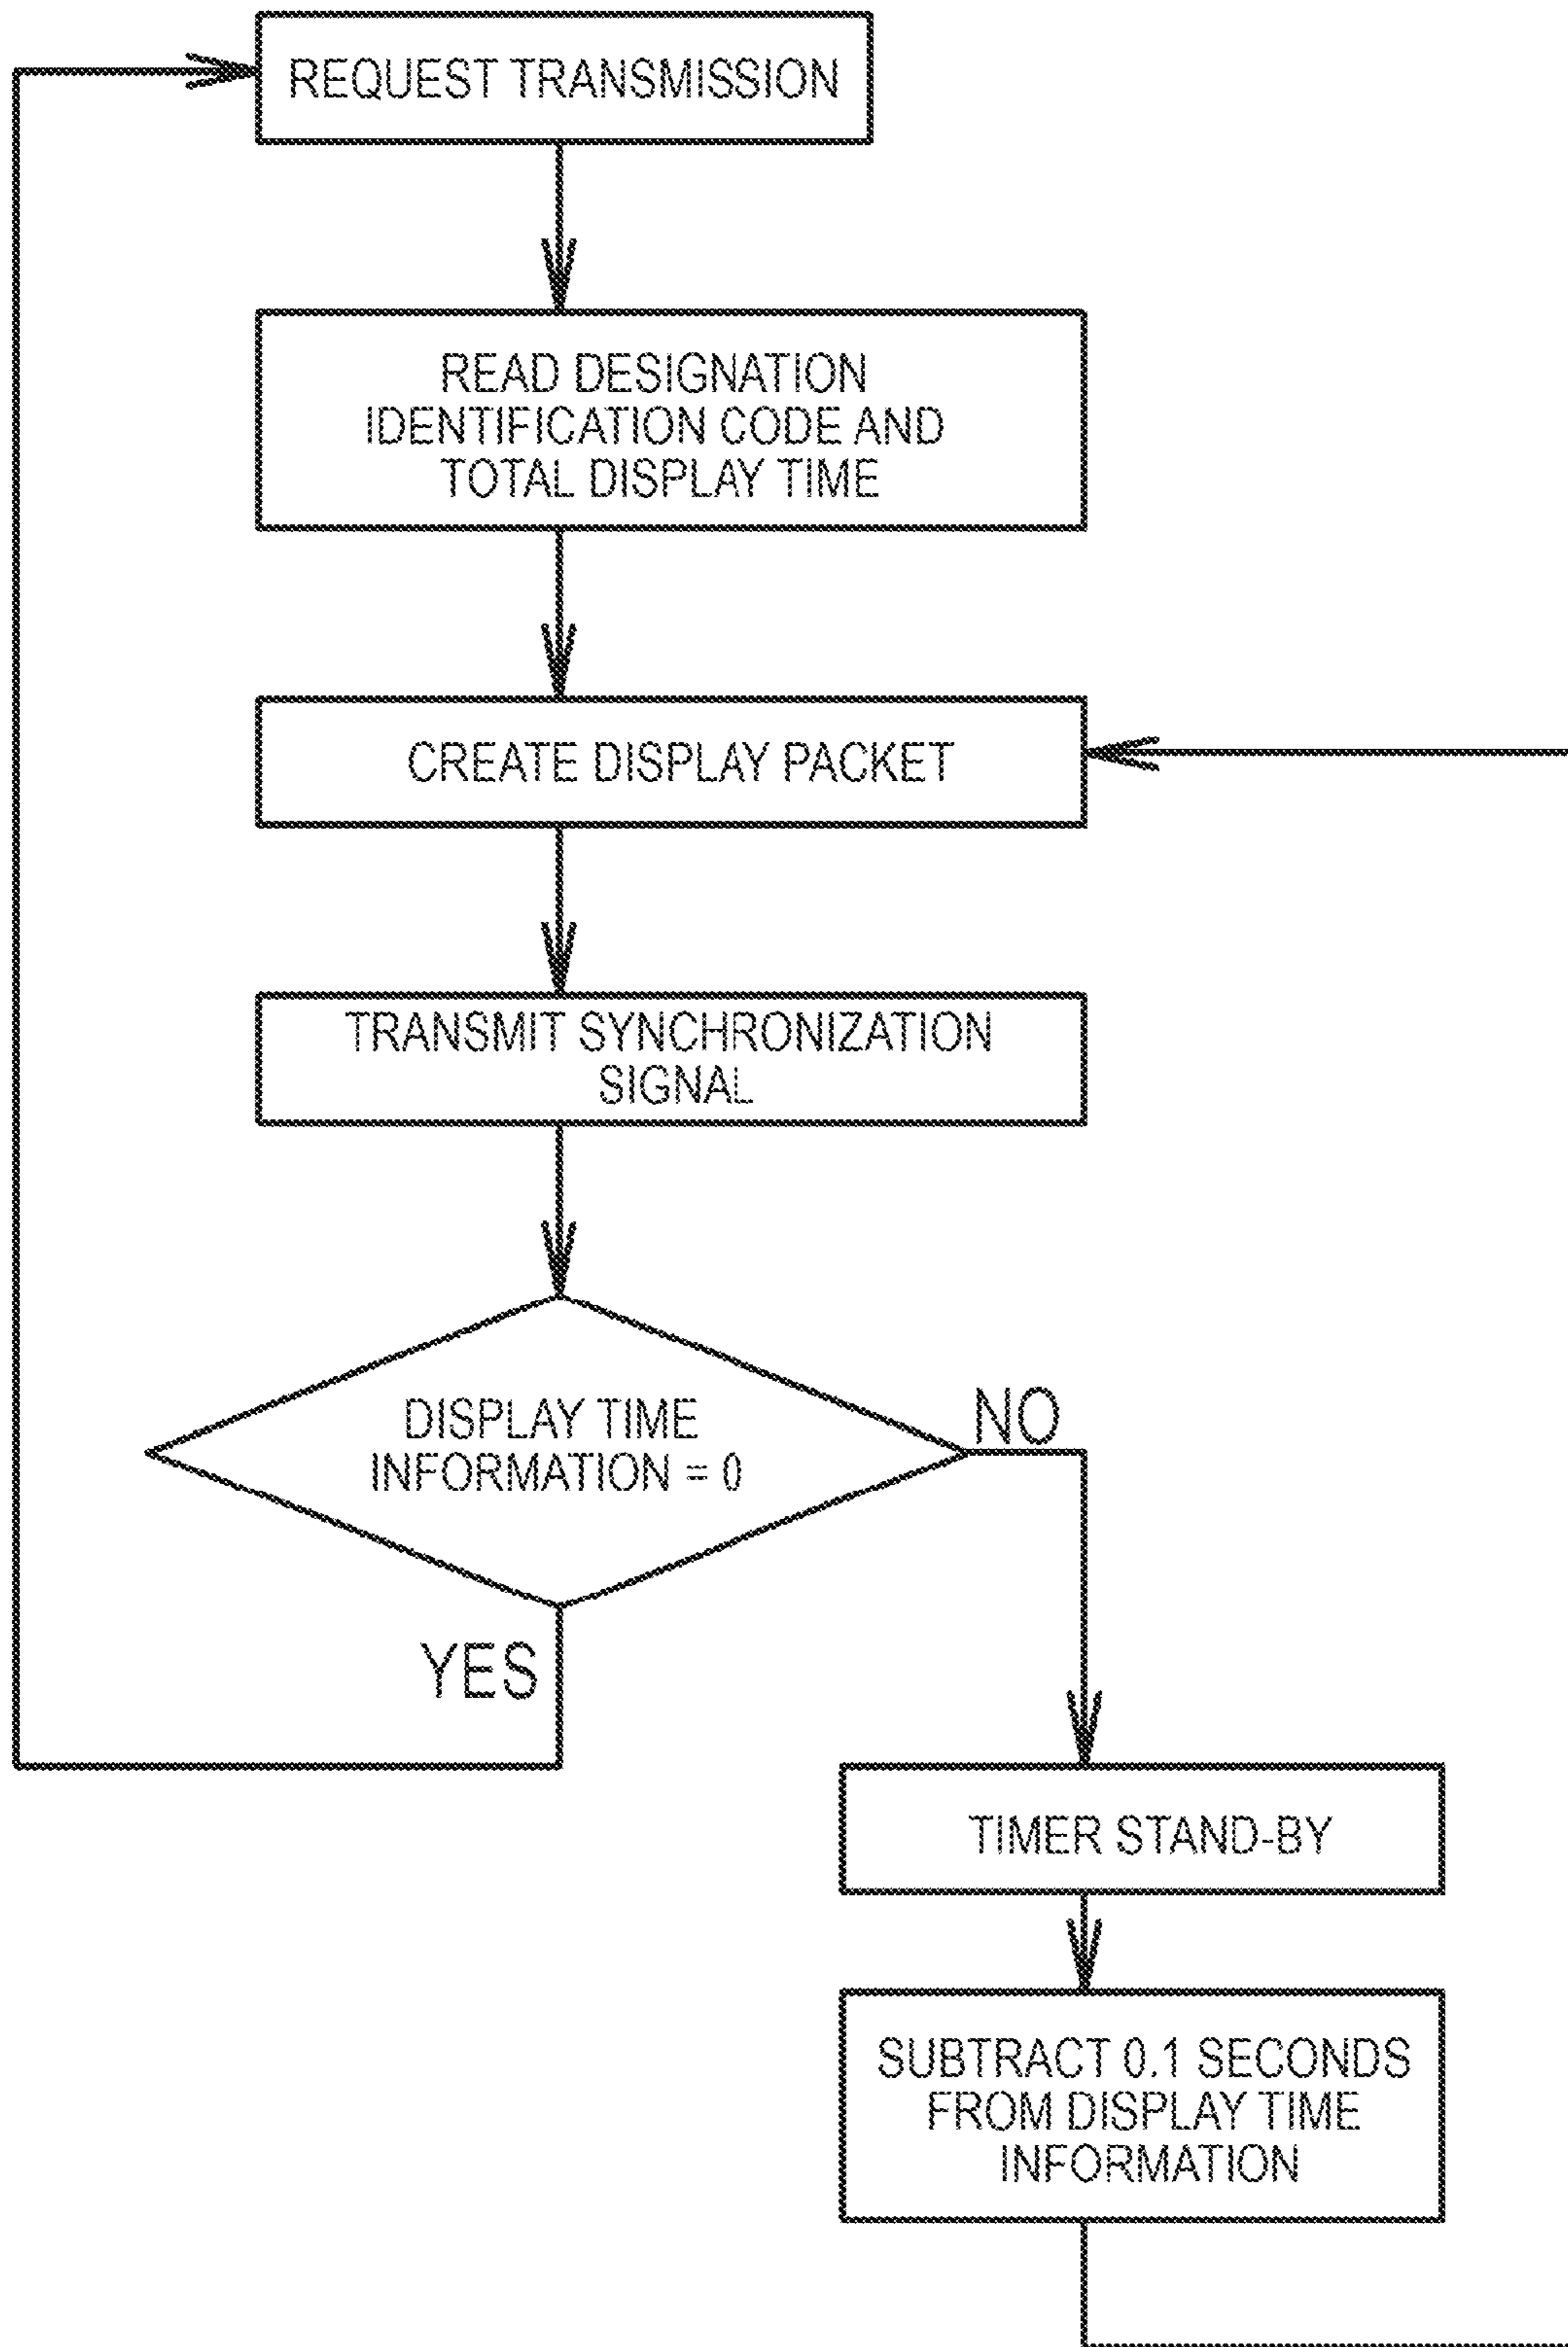 REQUEST TRANSMISSION
READ DESIGNATION
IDENTIFICATION CODE AND
TOTAL DISPLAY TIME
CREATE DISPLAY PACKET
TRANSMIT SYNCHRONIZATION
SIGNAL
DISPLAY TIME
INFORMATION = 0
NO
YES
TIMER STAND-BY
SUBTRACT 0.1 SECONDS
FROM DISPLAY TIME
INFORMATION